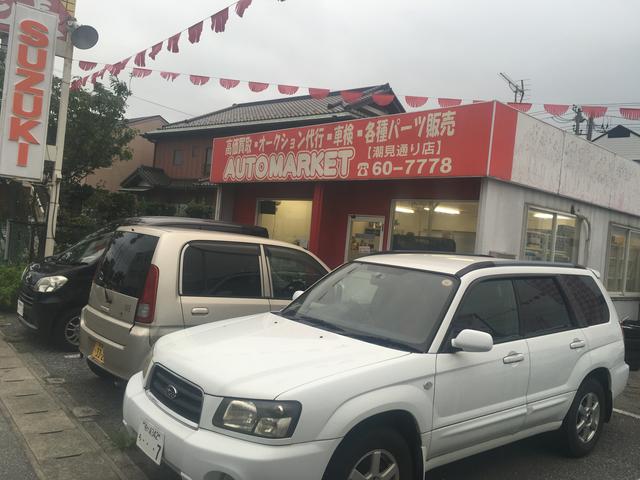 SUZUKI
高価買取・オークション代行・車検・各種パーツ販売
AUTOMARKET
【潮見通り店】
☎60-7778